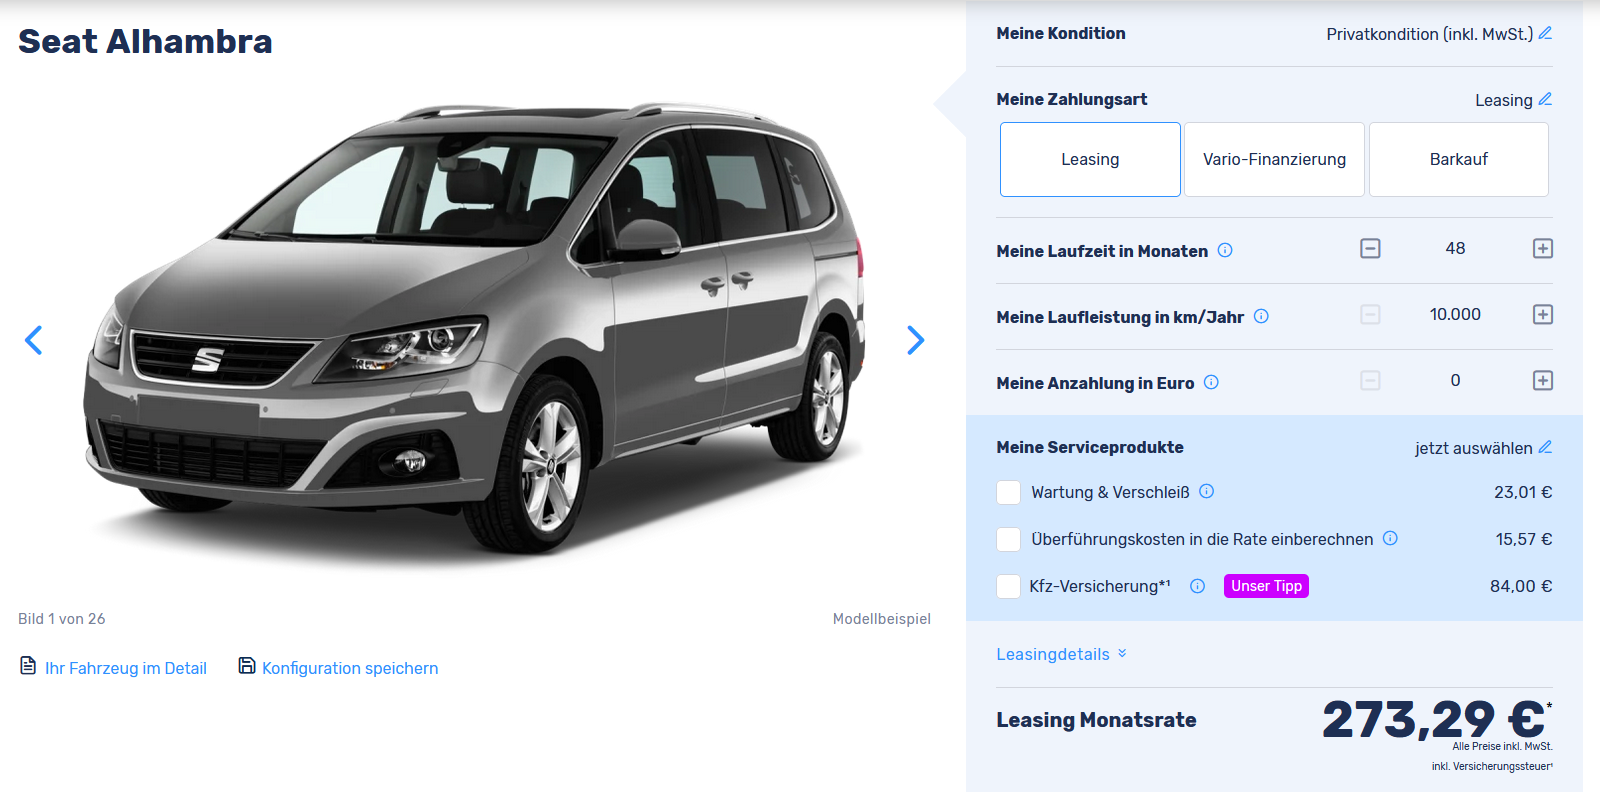 Seat Alhambra
Bild 1 von 26
Modellbeispiel
Ihr Fahrzeug im Detail
Konfiguration speichern
Meine Kondition
Privatkondition (inkl. MwSt.)
Meine Zahlungsart
Leasing
Leasing
Vario-Finanzierung
Barkauf
Meine Laufzeit in Monaten
48
Meine Laufleistung in km/Jahr
10.000
Meine Anzahlung in Euro
0
Meine Serviceprodukte
jetzt auswählen
Wartung & Verschleiß
23,01 €
Überführungskosten in die Rate einberechnen
15,57 €
Kfz-Versicherung*¹
Unser Tipp
84,00 €
Leasingdetails
Leasing Monatsrate
273,29 €*
Alle Preise inkl. MwSt.
inkl. Versicherungssteuer¹